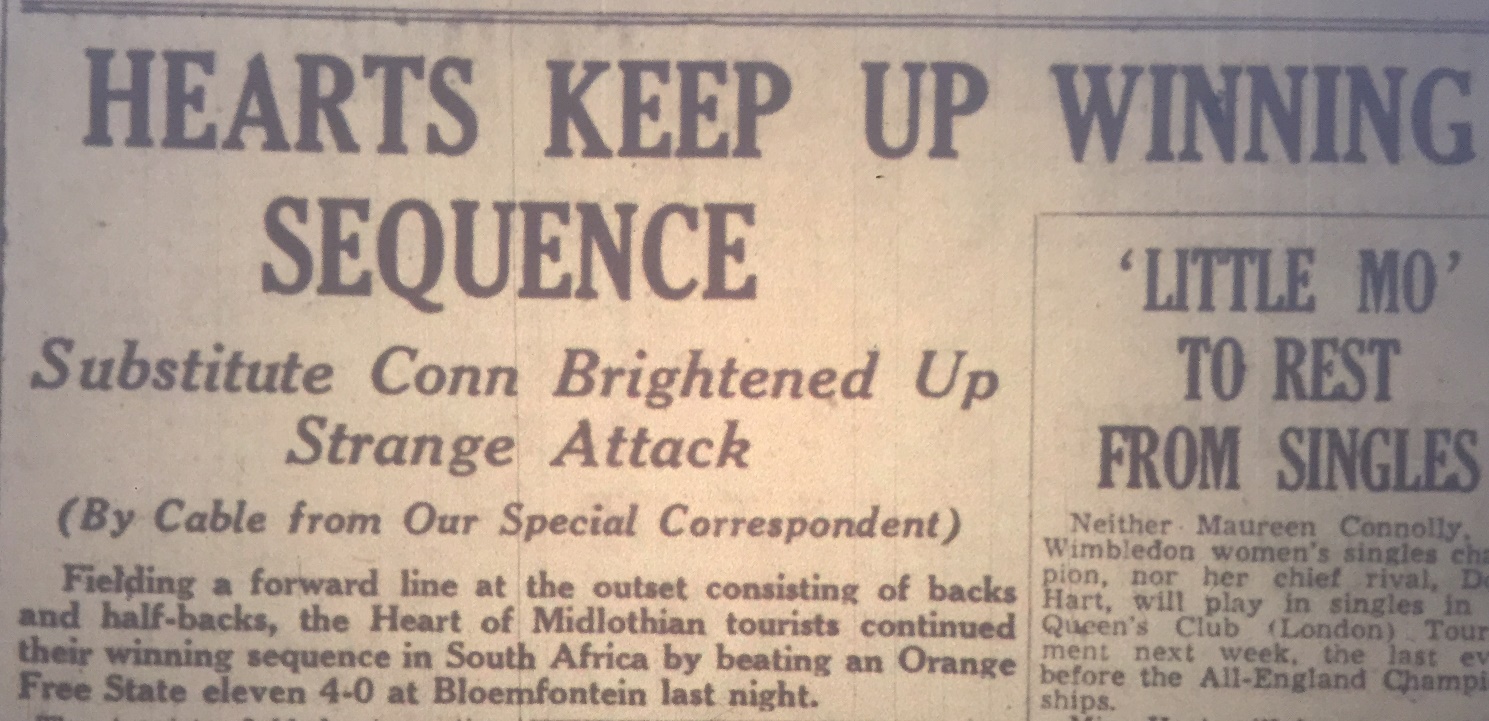 HEARTS KEEP UP WINNING
SEQUENCE
Substitute Conn Brightened Up
Strange Attack
(By Cable from Our Special Correspondent)
Fielding a forward line at the outset consisting of backs
and half-backs, the Heart of Midlothian tourists continued
their winning sequence in South Africa by beating an Orange
Free State eleven 4-0 at Bloemfontein last night.
‘LITTLE MO’
TO REST
FROM SINGLES
Neither Maureen Connolly,
Wimbledon women's singles
pion, nor her chief rival,
Hart, will play in singles in
Queen's Club (London)
ment next week, the last
before the All-England
ships.